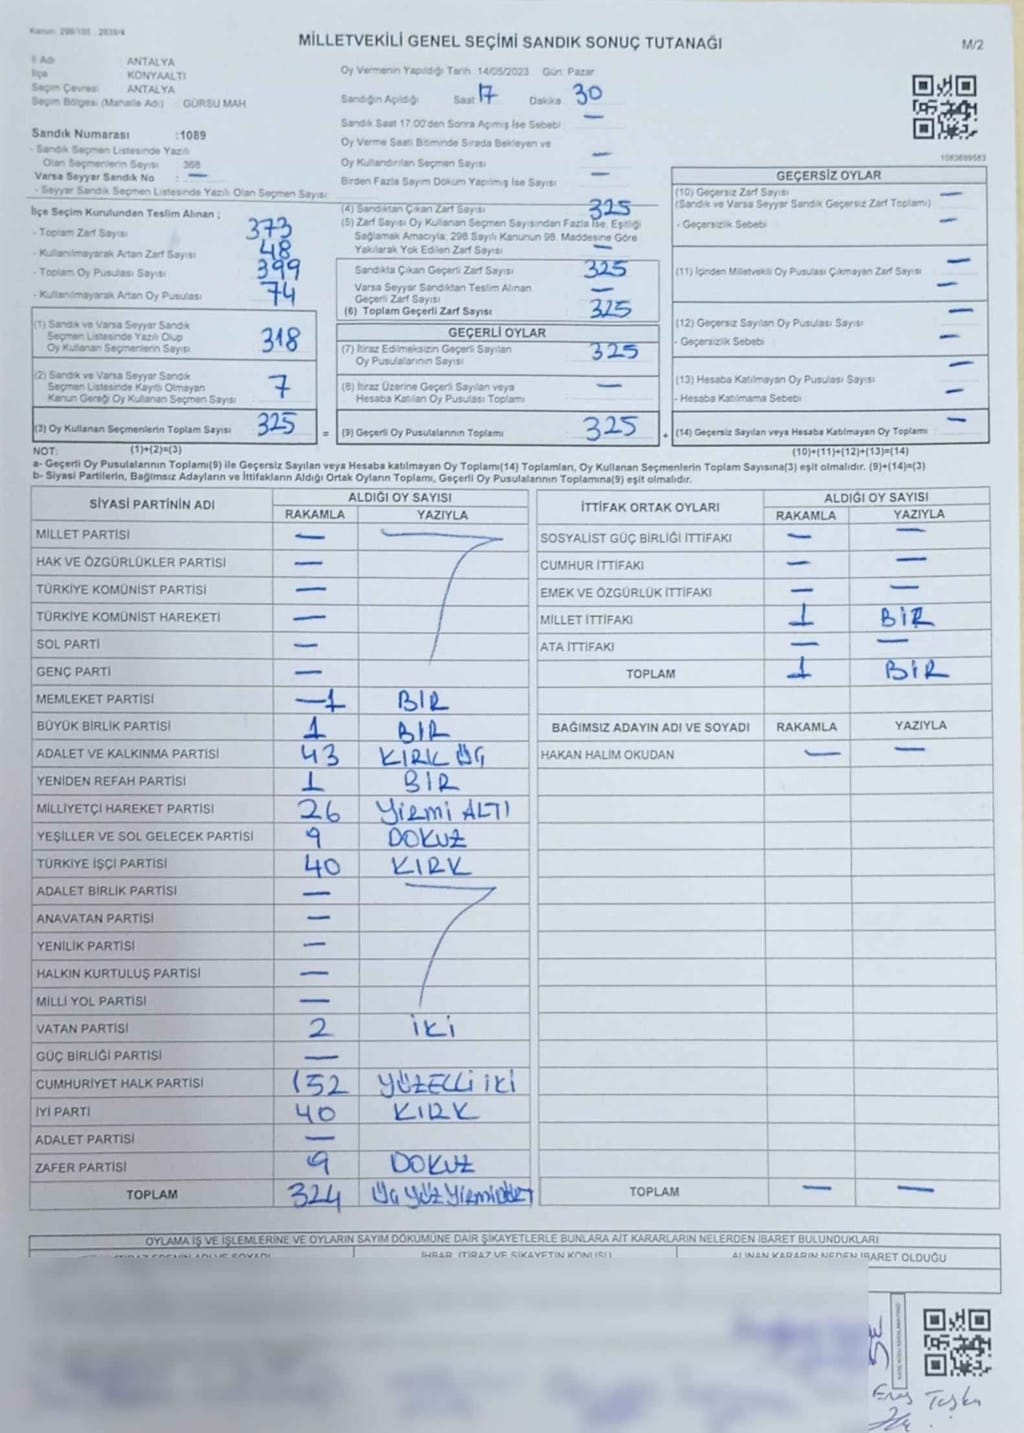 Kanun: 298/105 , 2839/4
MİLLETVEKİLİ GENEL SEÇİMİ SANDIK SONUÇ TUTANAĞI
M/2
İl Adı : ANTALYA
İlçe : KONYAALTI
Seçim Çevresi : ANTALYA
Seçim Bölgesi (Mahalle Adı) : GÜRSU MAH.
Sandık Numarası :1089
- Sandık Seçmen Listesinde Yazılı
Olan Seçmenlerin Sayısı : 368
Varsa Seyyar Sandık No : —
- Seyyar Sandık Seçmen Listesinde Yazılı Olan Seçmen Sayısı
Oy Vermenin Yapıldığı Tarih :14/05/2023 Gün: Pazar
Sandığın Açıldığı Saat 17 Dakika 30
Sandık Saat 17.00'den Sonra Açımış İse Sebebi : —
Oy Verme Saati Bitiminde Sırada Bekleyen ve
Oy Kullandırılan Seçmen Sayısı —
Birden Fazla Sayım Döküm Yapılmış İse Sayısı —
1583689583
İlçe Seçim Kurulundan Teslim Alınan ;
- Toplam Zarf Sayısı 373
- Kullanılmayarak Artan Zarf Sayısı 48
- Toplam Oy Pusulası Sayısı 399
- Kullanılmayarak Artan Oy Pusulası 74
(1) Sandık ve Varsa Seyyar Sandık
Seçmen Listesinde Yazılı Olup
Oy Kullanan Seçmenlerin Sayısı 318
(2) Sandık ve Varsa Seyyar Sandık
Seçmen Listesinde Kayıtlı Olmayan
Kanun Gereği Oy Kullanan Seçmen Sayısı 7
(3) Oy Kullanan Seçmenlerin Toplam Sayısı 325 =
(4) Sandıktan Çıkan Zarf Sayısı 325
(5) Zarf Sayısı Oy Kullanan Seçmen Sayısından Fazla İse, Eşitliği
Sağlamak Amacıyla, 298 Sayılı Kanunun 98. Maddesine Göre
Yakılarak Yok Edilen Zarf Sayısı —
Sandıkta Çıkan Geçerli Zarf Sayısı 325
Varsa Seyyar Sandıktan Teslim Alınan
Geçerli Zarf Sayısı —
(6) Toplam Geçerli Zarf Sayısı 325
GEÇERLİ OYLAR
(7) İtiraz Edilmeksizin Geçerli Sayılan
Oy Pusulalarının Sayısı 325
(8) İtiraz Üzerine Geçerli Sayılan veya
Hesaba Katılan Oy Pusulası Toplamı —
(9) Geçerli Oy Pusulalarının Toplamı 325 +
GEÇERSİZ OYLAR
(10) Geçersiz Zarf Sayısı —
(Sandık ve Varsa Seyyar Sandık Geçersiz Zarf Toplamı)
- Geçersizlik Sebebi —
(11) İçinden Milletvekili Oy Pusulası Çıkmayan Zarf Sayısı —
—
(12) Geçersiz Sayılan Oy Pusulası Sayısı —
- Geçersizlik Sebebi —
(13) Hesaba Katılmayan Oy Pusulası Sayısı —
- Hesaba Katılmama Sebebi —
(14) Geçersiz Sayılan veya Hesaba Katılmayan Oy Toplamı —
NOT: (1)+(2)=(3) (10)+(11)+(12)+(13)=(14)
a- Geçerli Oy Pusulalarının Toplamı(9) ile Geçersiz Sayılan veya Hesaba katılmayan Oy Toplamı(14) Toplamları, Oy Kullanan Seçmenlerin Toplam Sayısına(3) eşit olmalıdır. (9)+(14)=(3)
b- Siyasi Partilerin, Bağımsız Adayların ve İttifakların Aldığı Ortak Oyların Toplamı, Geçerli Oy Pusulalarının Toplamına(9) eşit olmalıdır.
SİYASİ PARTİNİN ADI ALDIĞI OY SAYISI
RAKAMLA YAZIYLA
MİLLET PARTİSİ —
HAK VE ÖZGÜRLÜKLER PARTİSİ —
TÜRKİYE KOMÜNİST PARTİSİ —
TÜRKİYE KOMÜNİST HAREKETİ —
SOL PARTİ —
GENÇ PARTİ —
MEMLEKET PARTİSİ —1 BİR
BÜYÜK BİRLİK PARTİSİ 1 BİR
ADALET VE KALKINMA PARTİSİ 43 KIRK ÜÇ
YENİDEN REFAH PARTİSİ 1 BİR
MİLLİYETÇİ HAREKET PARTİSİ 26 YİRMİ ALTI
YEŞİLLER VE SOL GELECEK PARTİSİ 9 DOKUZ
TÜRKİYE İŞÇİ PARTİSİ 40 KIRK
ADALET BİRLİK PARTİSİ —
ANAVATAN PARTİSİ —
YENİLİK PARTİSİ —
HALKIN KURTULUŞ PARTİSİ —
MİLLİ YOL PARTİSİ —
VATAN PARTİSİ 2 İKİ
GÜÇ BİRLİĞİ PARTİSİ —
CUMHURİYET HALK PARTİSİ 152 YÜZELLİ İKİ
İYİ PARTİ 40 KIRK
ADALET PARTİSİ —
ZAFER PARTİSİ 9 DOKUZ
TOPLAM 324 Üç Yüz Yirmi dört
İTTİFAK ORTAK OYLARI ALDIĞI OY SAYISI
RAKAMLA YAZIYLA
SOSYALİST GÜÇ BİRLİĞİ İTTİFAKI — —
CUMHUR İTTİFAKI — —
EMEK VE ÖZGÜRLÜK İTTİFAKI — —
MİLLET İTTİFAKI 1 BİR
ATA İTTİFAKI — —
TOPLAM 1 BİR
BAĞIMSIZ ADAYIN ADI VE SOYADI RAKAMLA YAZIYLA
HAKAN HALİM OKUDAN — —
TOPLAM — —
OYLAMA İŞ VE İŞLEMLERİNE VE OYLARIN SAYIM DÖKÜMÜNE DAİR ŞİKAYETLERLE BUNLARA AİT KARARLARIN NELERDEN İBARET BULUNDUKLARI
İTİRAZ EDENİN ADI VE SOYADI İHBAR, İTİRAZ VE ŞİKAYETİN KONUSU ALINAN KARARIN NEDEN İBARET OLDUĞU